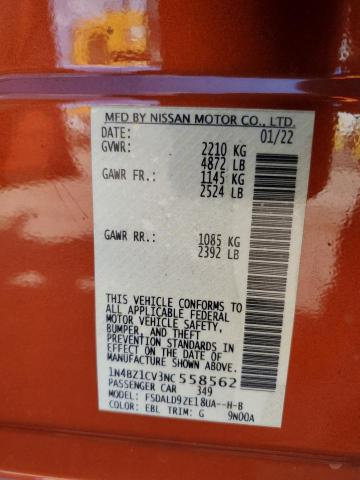 MFD BY NISSAN MOTOR CO., LTD.
DATE: 01/22
GVWR: 2210 KG
4872 LB
GAWR FR.: 1145 KG
2524 LB
GAWR RR.: 1085 KG
2392 LB
THIS VEHICLE CONFORMS TO
ALL APPLICABLE FEDERAL
MOTOR VEHICLE SAFETY,
BUMPER, AND THEFT
PREVENTION STANDARDS
IN EFFECT ON THE DATE OF
MANUFACTURE SHOWN ABOVE.
1N4BZ1CV3NC 558562
PASSENGER CAR 349
MODEL: FSDALD9ZE18UA--H-B
COLOR: EBL TRIM: G 9N00A